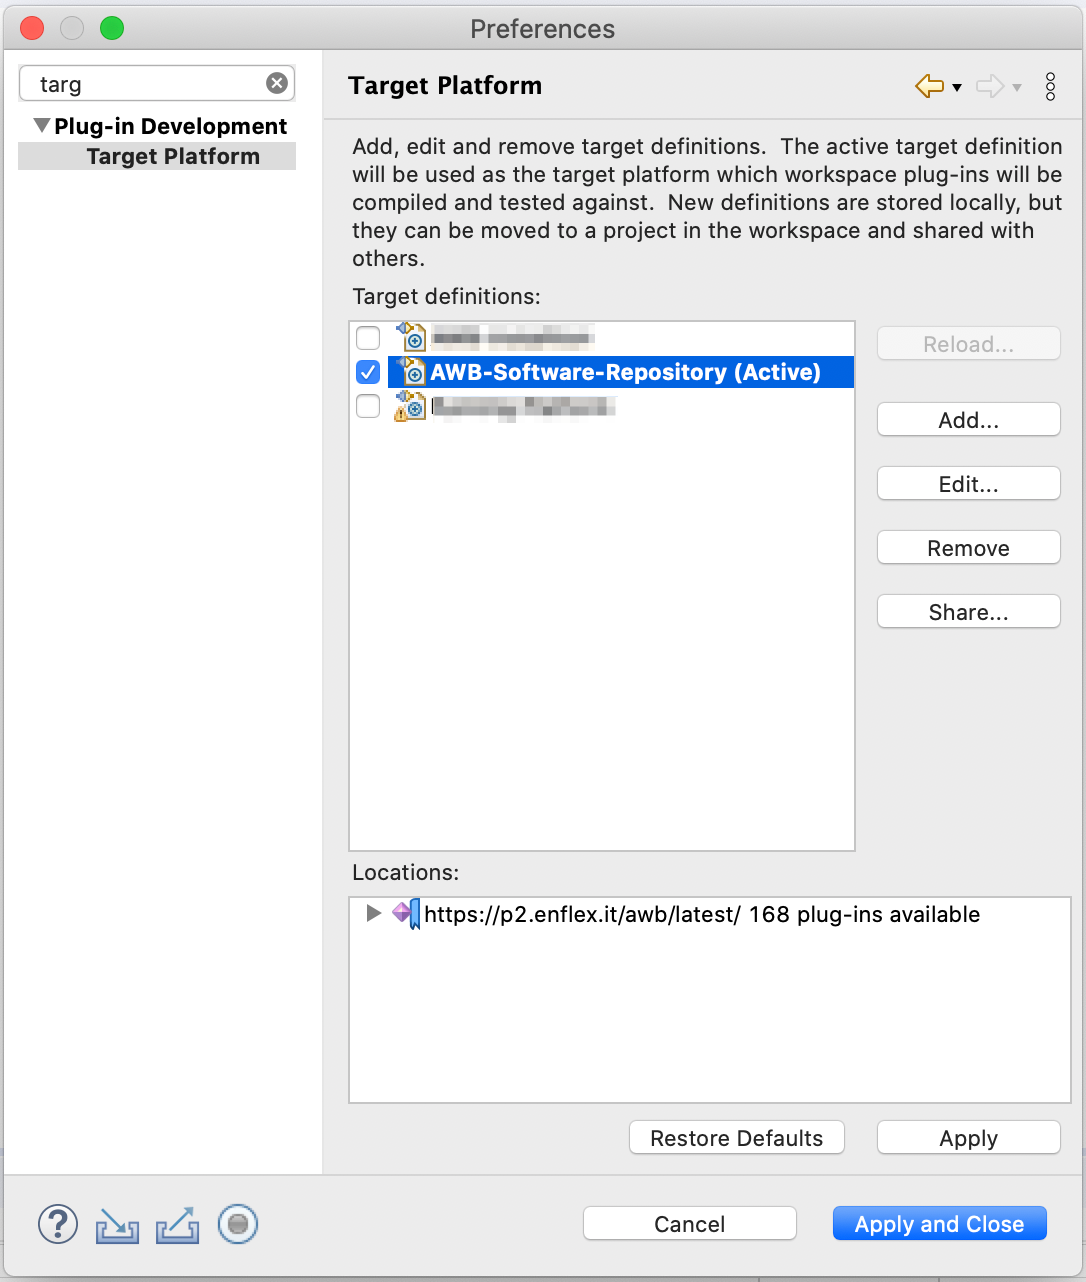 Preferences
targ
Plug-in Development
Target Platform
Target Platform
Add, edit and remove target definitions.  The active target definition
will be used as the target platform which workspace plug-ins will be
compiled and tested against.  New definitions are stored locally, but
they can be moved to a project in the workspace and shared with
others.
Target definitions:
AWB-Software-Repository (Active)
Reload...
Add...
Edit...
Remove
Share...
Locations:
https://p2.enflex.it/awb/latest/ 168 plug-ins available
Restore Defaults
Apply
?
Cancel
Apply and Close